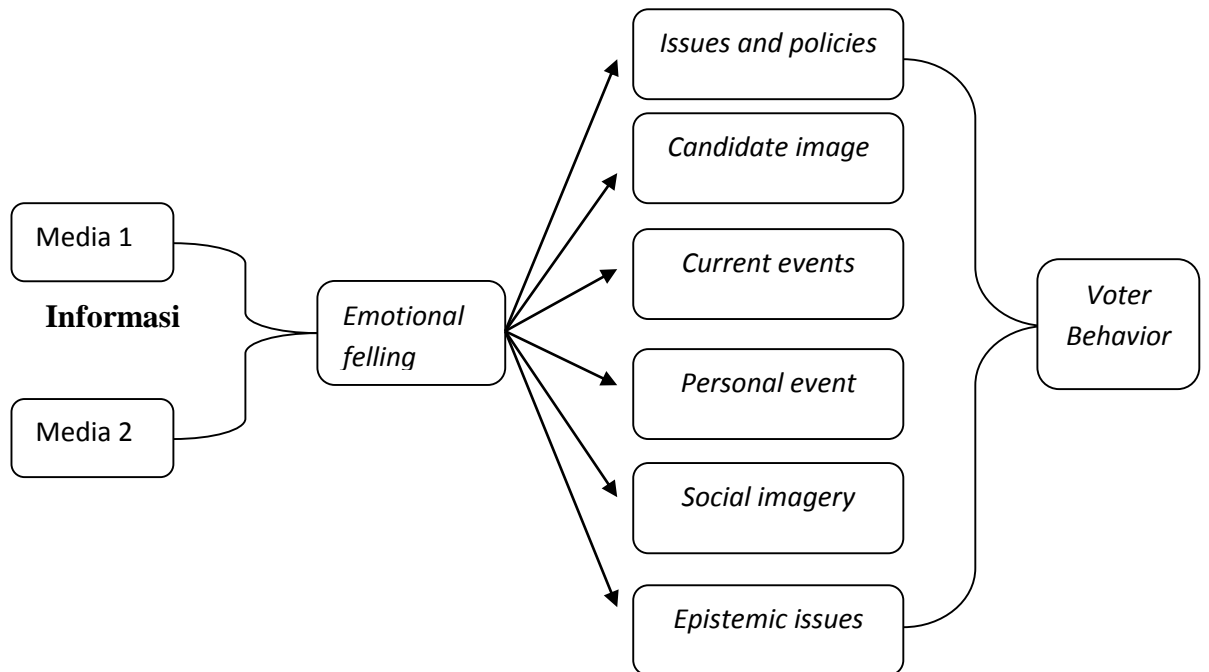 Media 1
Informasi
Media 2
Emotional
felling
Issues and policies
Candidate image
Current events
Personal event
Social imagery
Epistemic issues
Voter
Behavior